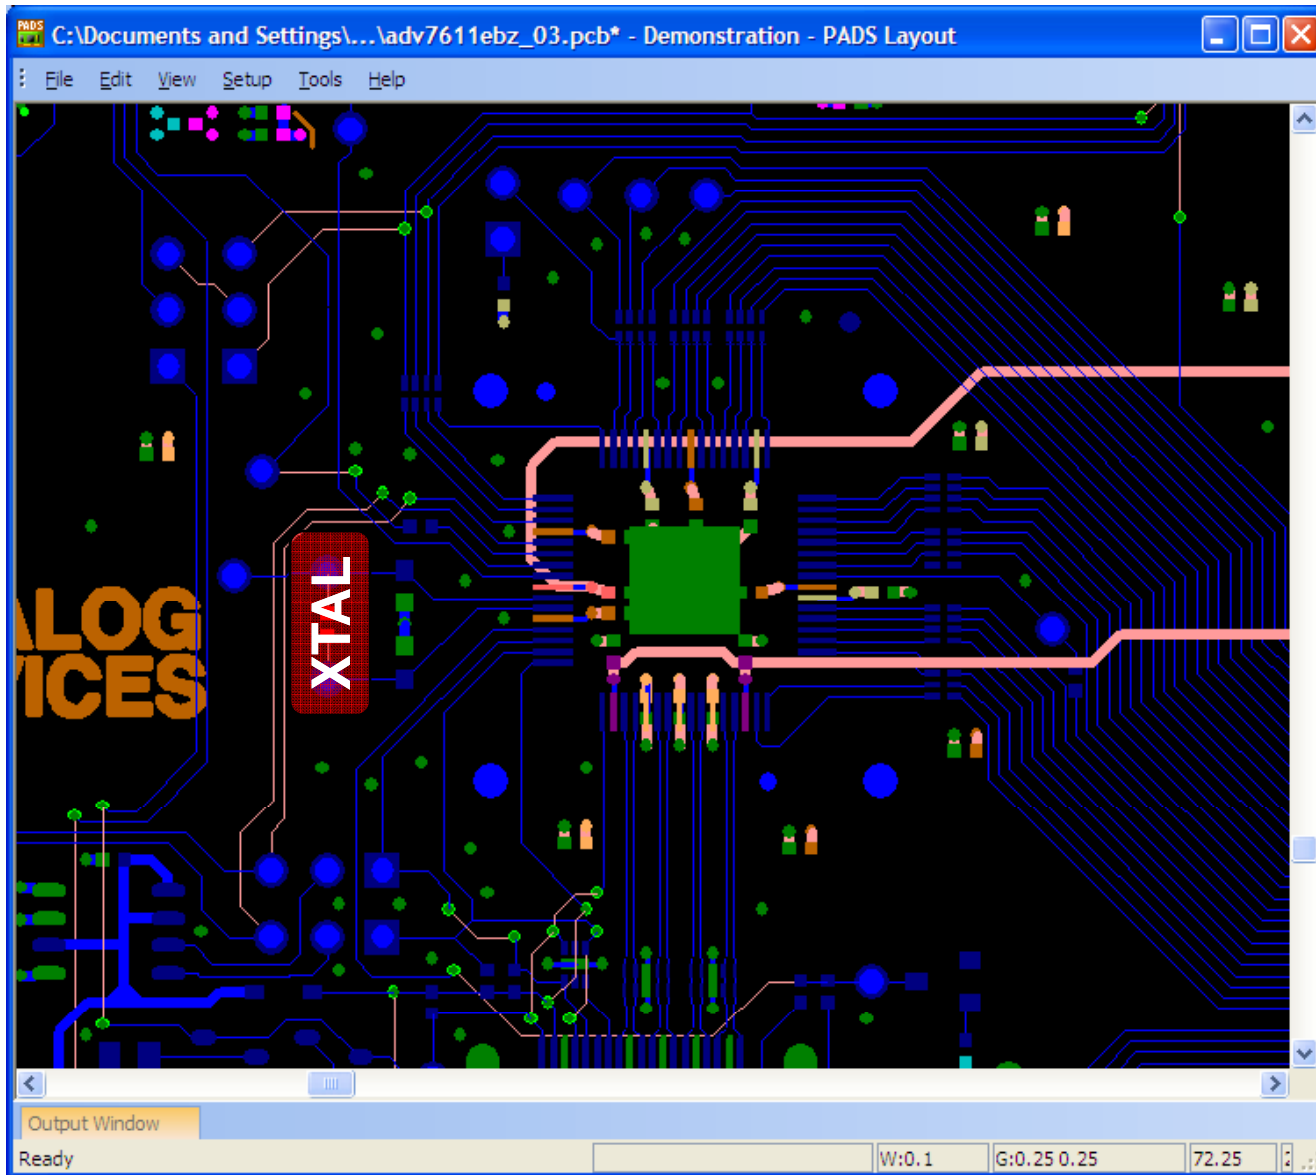 PADS
C:\Documents and Settings\...\adv7611ebz_03.pcb* - Demonstration - PADS Layout
File Edit View Setup Tools Help
XTAL
ALOG
VICES
Output Window
Ready W:0.1 G:0.25 0.25 72.25